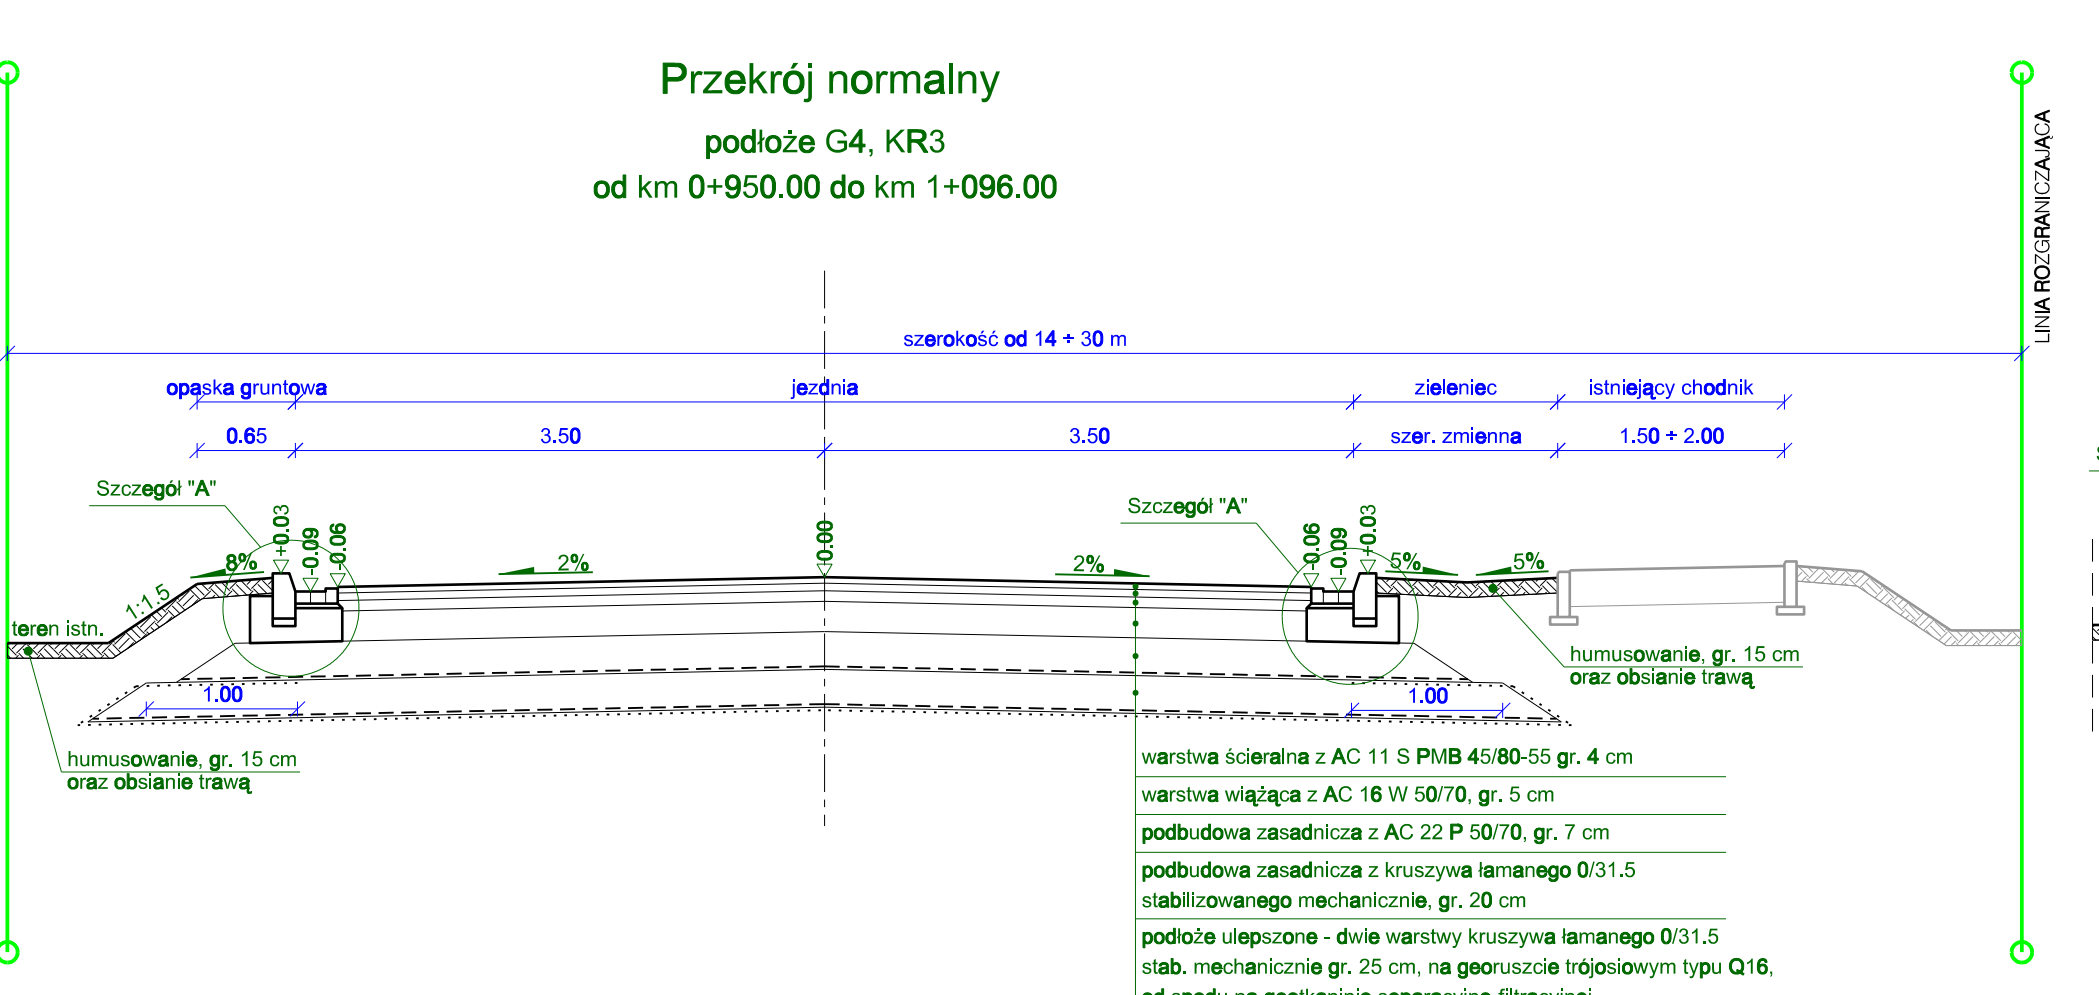 Przekrój normalny
podłoże G4, KR3
od km 0+950.00 do km 1+096.00
LINIA ROZGRANICZAJĄCA
szerokość od 14 ÷ 30 m
opaska gruntowa
jezdnia
zieleniec
istniejący chodnik
0.65
3.50
3.50
szer. zmienna
1.50 ÷ 2.00
Szczegół "A"
Szczegół "A"
+0.03
-0.09
-0.06
±0.00
-0.06
-0.09
+0.03
8%
2%
2%
5%
5%
1:1.5
teren istn.
1.00
1.00
humusowanie, gr. 15 cm
oraz obsianie trawą
humusowanie, gr. 15 cm
oraz obsianie trawą
warstwa ścieralna z AC 11 S PMB 45/80-55 gr. 4 cm
warstwa wiążąca z AC 16 W 50/70, gr. 5 cm
podbudowa zasadnicza z AC 22 P 50/70, gr. 7 cm
podbudowa zasadnicza z kruszywa łamanego 0/31.5
stabilizowanego mechanicznie, gr. 20 cm
podłoże ulepszone - dwie warstwy kruszywa łamanego 0/31.5
stab. mechanicznie gr. 25 cm, na georuszcie trójosiowym typu Q16,
od spodu na geotkaninie separacyjno-filtracyjnej